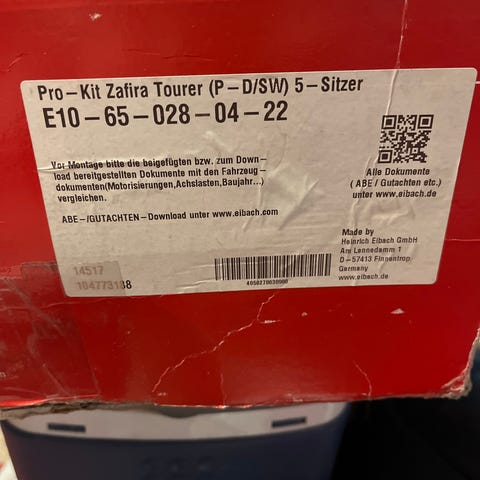 Pro-Kit Zafira Tourer (P-D/SW) 5-Sitzer
E10-65-028-04-22
Vor Montage bitte die beigefügten bzw. zum Down-
load bereitgestellten Dokumente mit den Fahrzeug-
dokumenten(Motorisierungen,Achslasten,Baujahr...)
vergleichen.
ABE-/GUTACHTEN-Download unter www.eibach.com
Alle Dokumente
( ABE / Gutachten etc.)
unter www.eibach.de
Made by
Heinrich Eibach GmbH
Am Lennedamm 1
D-57413 Finnentrop
Germany
www.eibach.de
14517